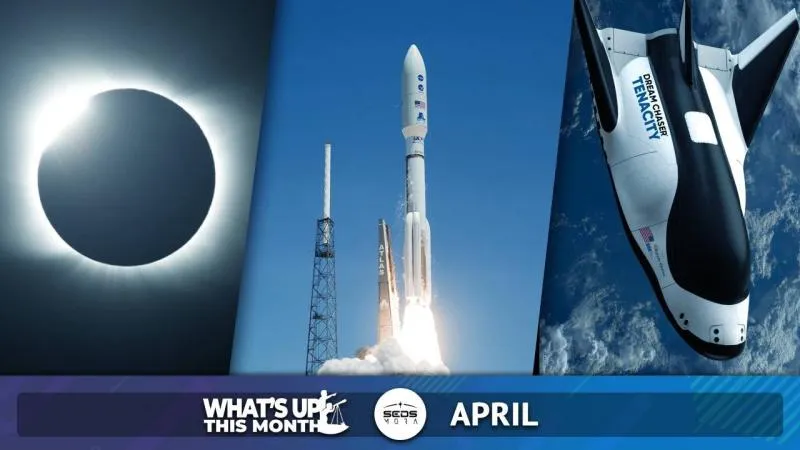 ATLAS
DREAM CHASER
TENACITY
WHAT'S UP
THIS MONTH
SEDS
MORA
APRIL